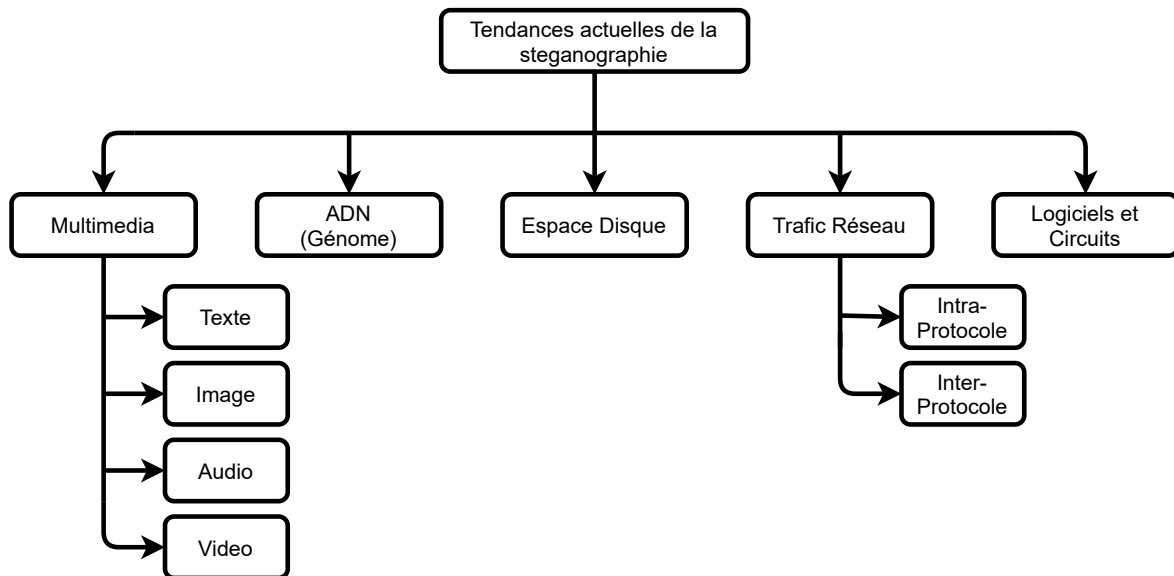 Tendances actuelles de la
steganographie
Multimedia
ADN
(Génome)
Espace Disque
Trafic Réseau
Logiciels et
Circuits
Texte
Image
Audio
Video
Intra-
Protocole
Inter-
Protocole